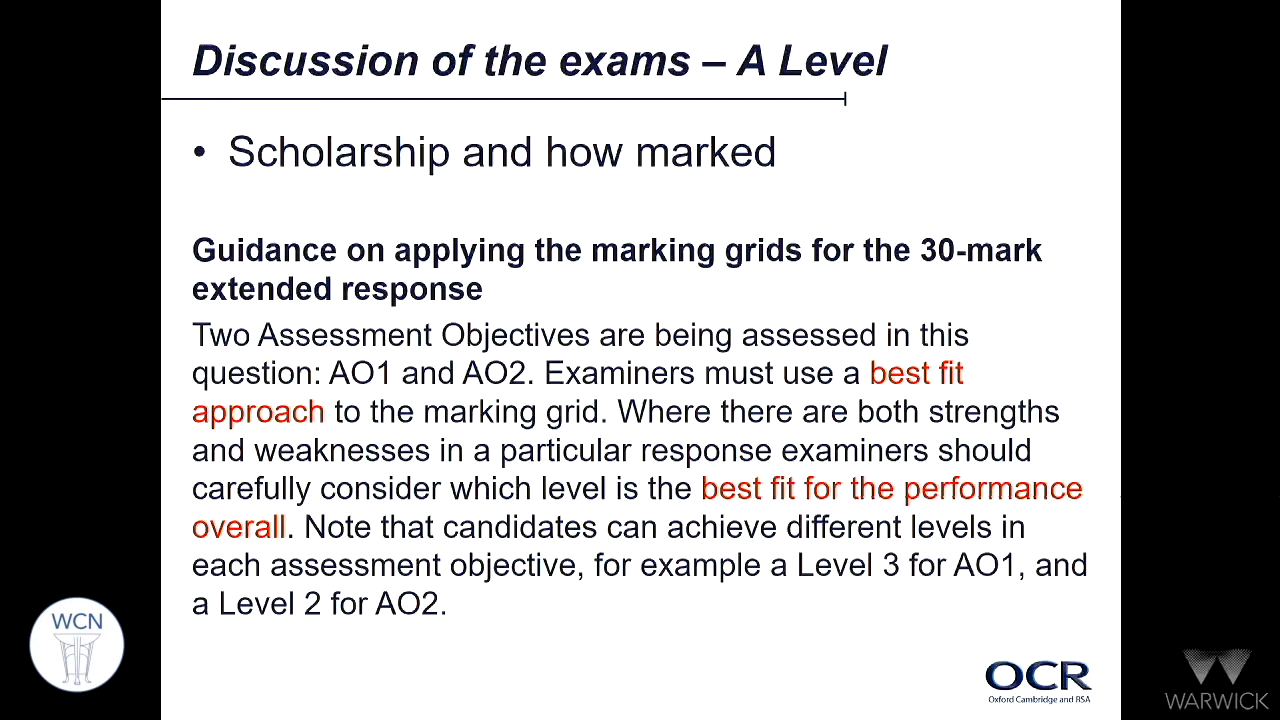 Discussion of the exams – A Level
• Scholarship and how marked
Guidance on applying the marking grids for the 30-mark
extended response
Two Assessment Objectives are being assessed in this
question: AO1 and AO2. Examiners must use a best fit
approach to the marking grid. Where there are both strengths
and weaknesses in a particular response examiners should
carefully consider which level is the best fit for the performance
overall. Note that candidates can achieve different levels in
each assessment objective, for example a Level 3 for AO1, and
a Level 2 for AO2.
WCN
OCR
Oxford Cambridge and RSA
WARWICK